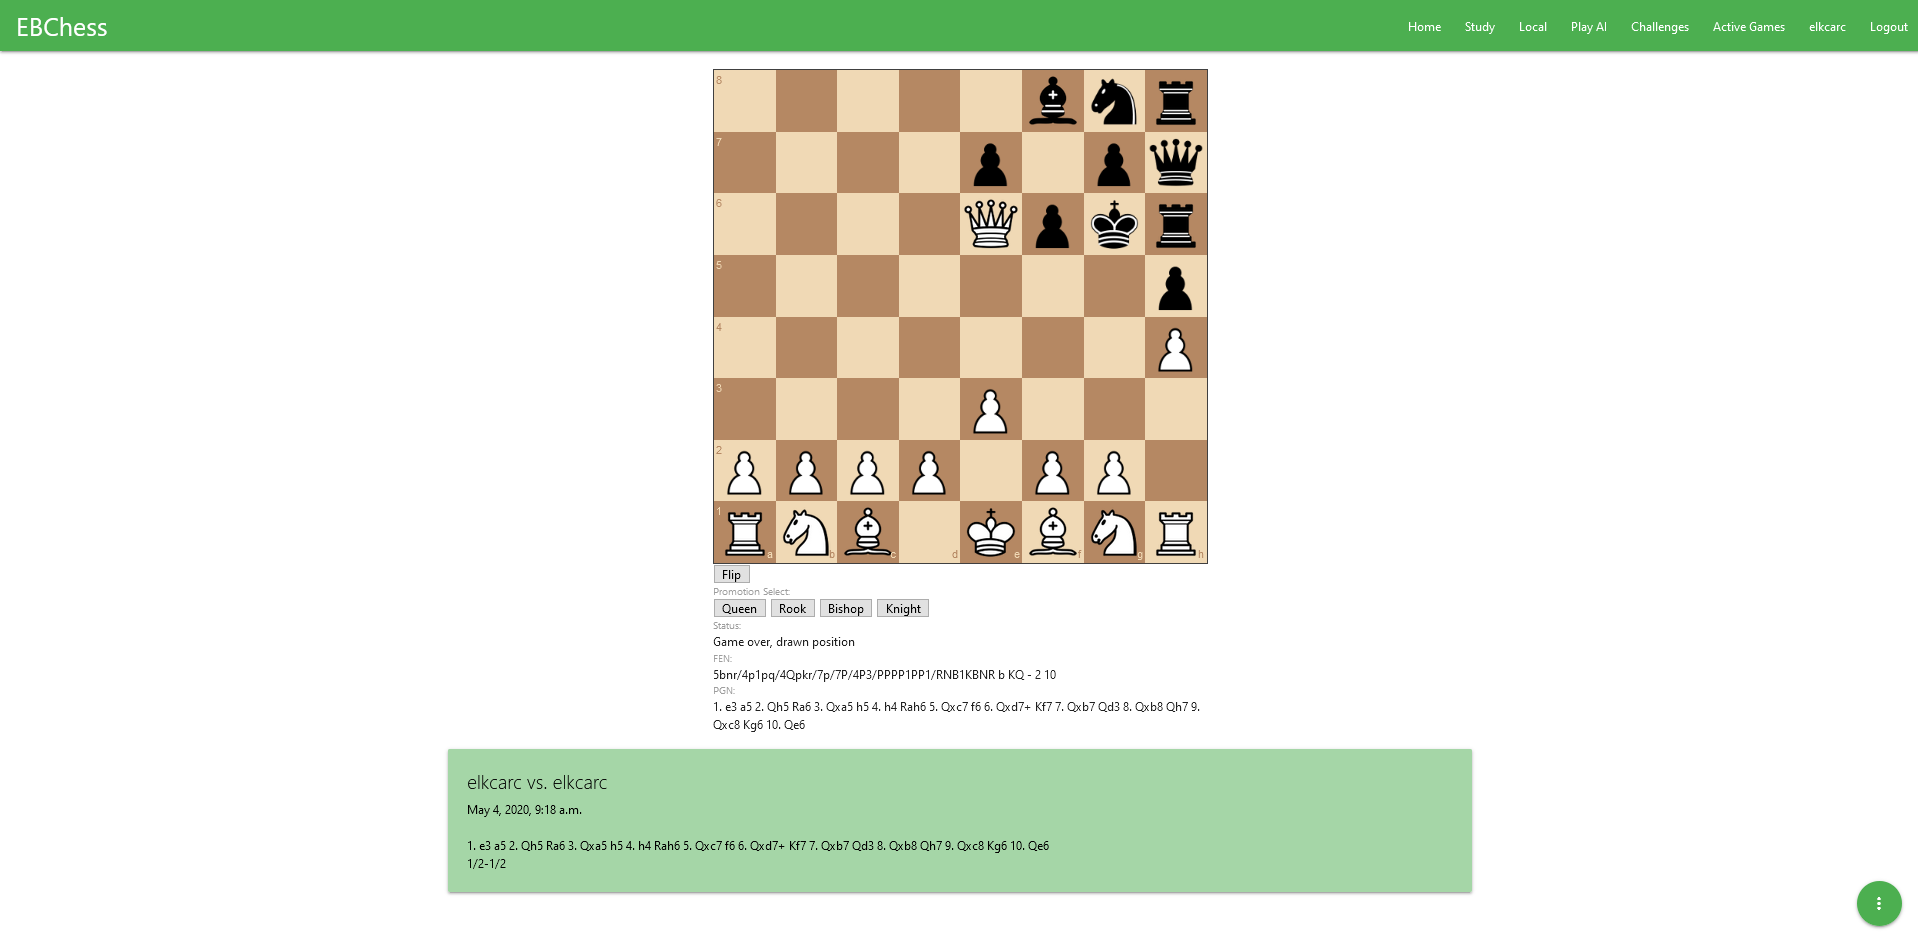 EBChess
Home Study Local Play AI Challenges Active Games elkcarc Logout
8
7
6
5
4
3
2
1
a b c d e f g h
Flip
Promotion Select:
Queen Rook Bishop Knight
Status:
Game over, drawn position
FEN:
5bnr/4p1pq/4Qpkr/7p/7P/4P3/PPPP1PP1/RNB1KBNR b KQ - 2 10
PGN:
1. e3 a5 2. Qh5 Ra6 3. Qxa5 h5 4. h4 Rah6 5. Qxc7 f6 6. Qxd7+ Kf7 7. Qxb7 Qd3 8. Qxb8 Qh7 9.
Qxc8 Kg6 10. Qe6
elkcarc vs. elkcarc
May 4, 2020, 9:18 a.m.
1. e3 a5 2. Qh5 Ra6 3. Qxa5 h5 4. h4 Rah6 5. Qxc7 f6 6. Qxd7+ Kf7 7. Qxb7 Qd3 8. Qxb8 Qh7 9. Qxc8 Kg6 10. Qe6
1/2-1/2